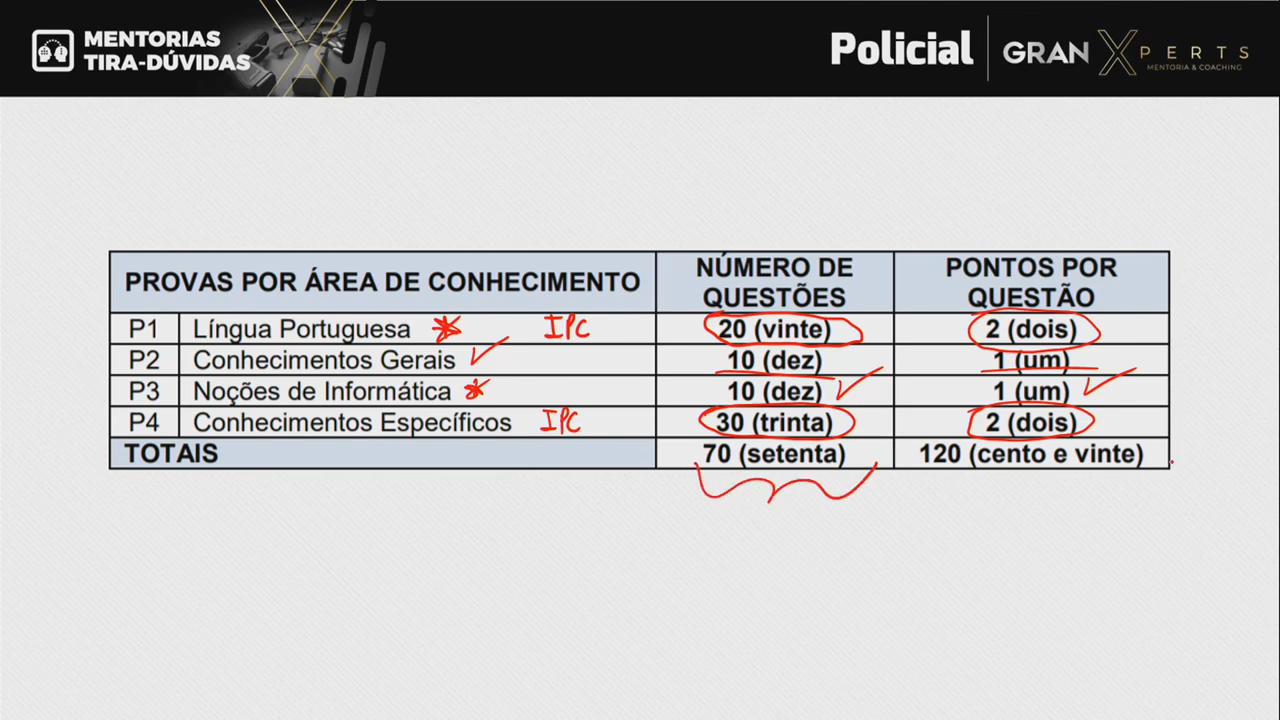 MENTORIAS
TIRA-DÚVIDAS
Policial
GRAN XPERTS
MENTORIA & COACHING
PROVAS POR ÁREA DE CONHECIMENTO
NÚMERO DE QUESTÕES
PONTOS POR QUESTÃO
P1 Língua Portuguesa IPC 20 (vinte) 2 (dois)
P2 Conhecimentos Gerais 10 (dez) 1 (um)
P3 Noções de Informática 10 (dez) 1 (um)
P4 Conhecimentos Específicos IPC 30 (trinta) 2 (dois)
TOTAIS 70 (setenta) 120 (cento e vinte)